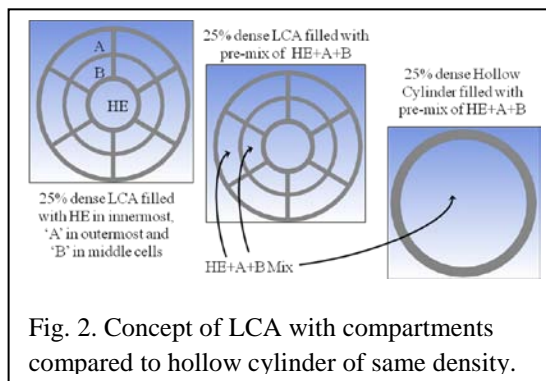 A
B
HE
25% dense LCA filled
with HE in innermost,
'A' in outermost and
'B' in middle cells
25% dense LCA filled with
pre-mix of HE+A+B
HE+A+B Mix
25% dense Hollow
Cylinder filled with
pre-mix of HE+A+B
Fig. 2. Concept of LCA with compartments
compared to hollow cylinder of same density.